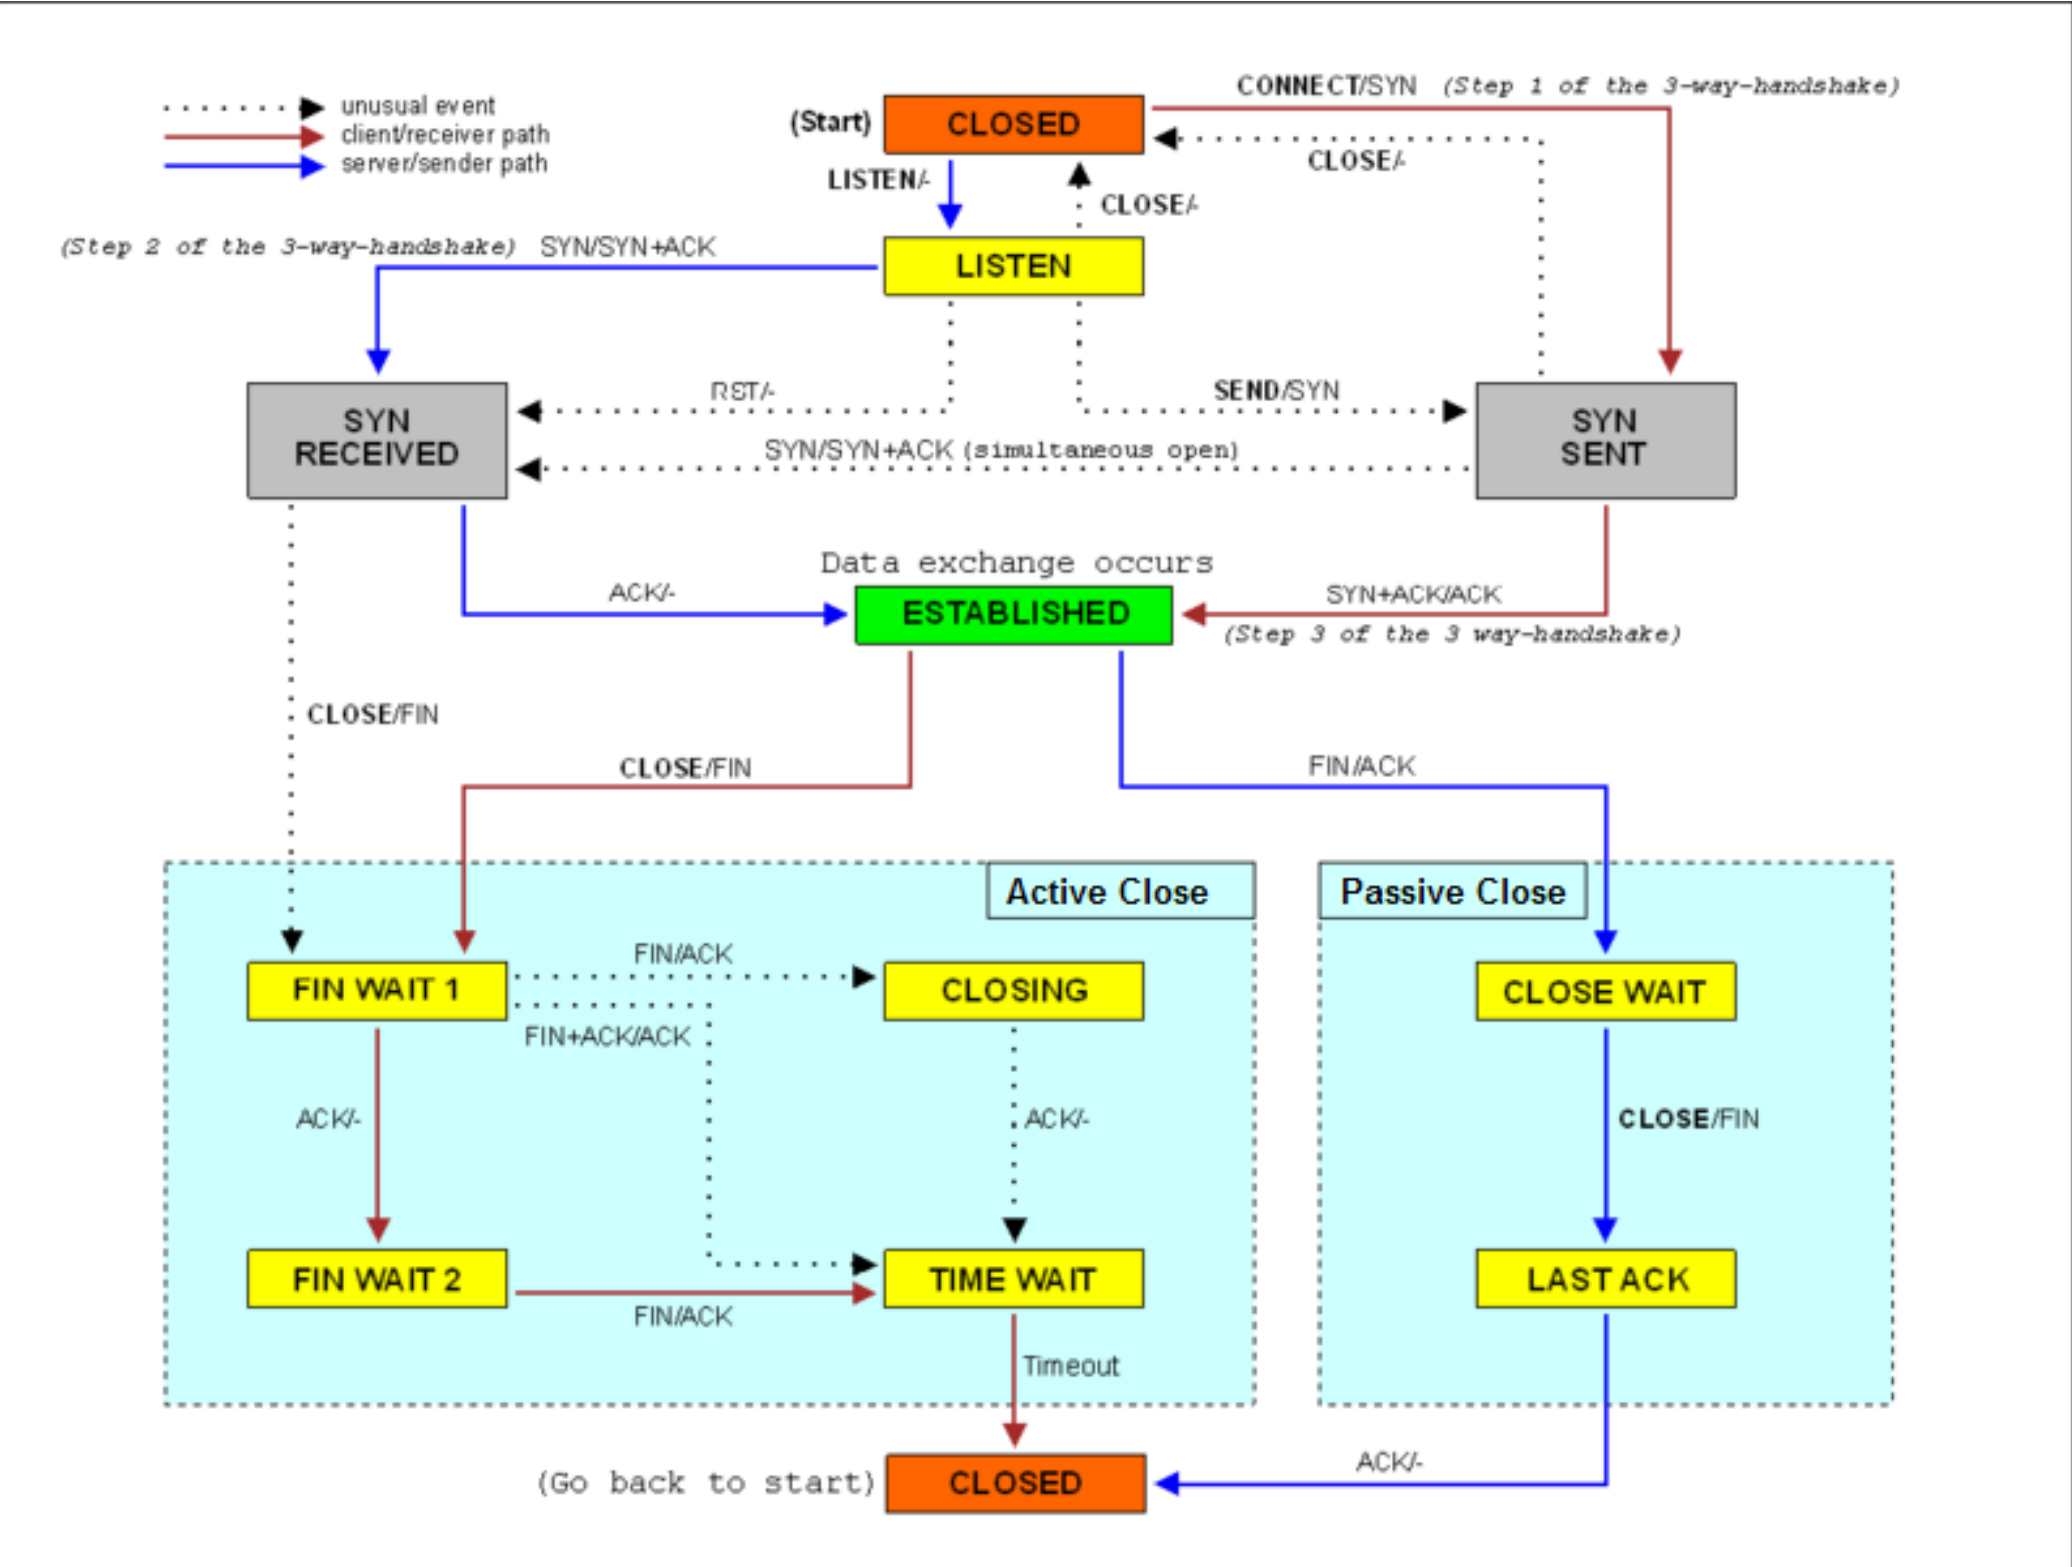 CONNECT/SYN (Step 1 of the 3-way-handshake)
unusual event
client/receiver path
server/sender path
(Start)
CLOSED
CLOSE/-
LISTEN/-
CLOSE/-
(Step 2 of the 3-way-handshake) SYN/SYN+ACK
LISTEN
RST/-
SEND/SYN
SYN
RECEIVED
SYN
SENT
SYN/SYN+ACK (simultaneous open)
Data exchange occurs
ACK/-
ESTABLISHED
SYN+ACK/ACK
(Step 3 of the 3 way-handshake)
CLOSE/FIN
CLOSE/FIN
FIN/ACK
Active Close
Passive Close
FIN WAIT 1
FIN/ACK
CLOSING
CLOSE WAIT
FIN+ACK/ACK
ACK/-
ACK/-
CLOSE/FIN
FIN WAIT 2
TIME WAIT
LAST ACK
FIN/ACK
Timeout
(Go back to start)
CLOSED
ACK/-